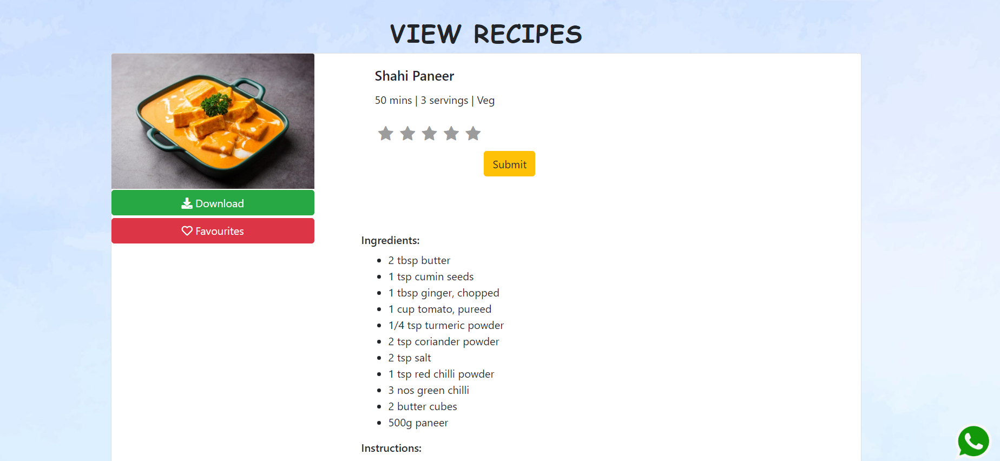 VIEW RECIPES
Shahi Paneer
50 mins | 3 servings | Veg
Submit
Download
Favourites
Ingredients:
2 tbsp butter
1 tsp cumin seeds
1 tbsp ginger, chopped
1 cup tomato, pureed
1/4 tsp turmeric powder
2 tsp coriander powder
2 tsp salt
1 tsp red chilli powder
3 nos green chilli
2 butter cubes
500g paneer
Instructions: